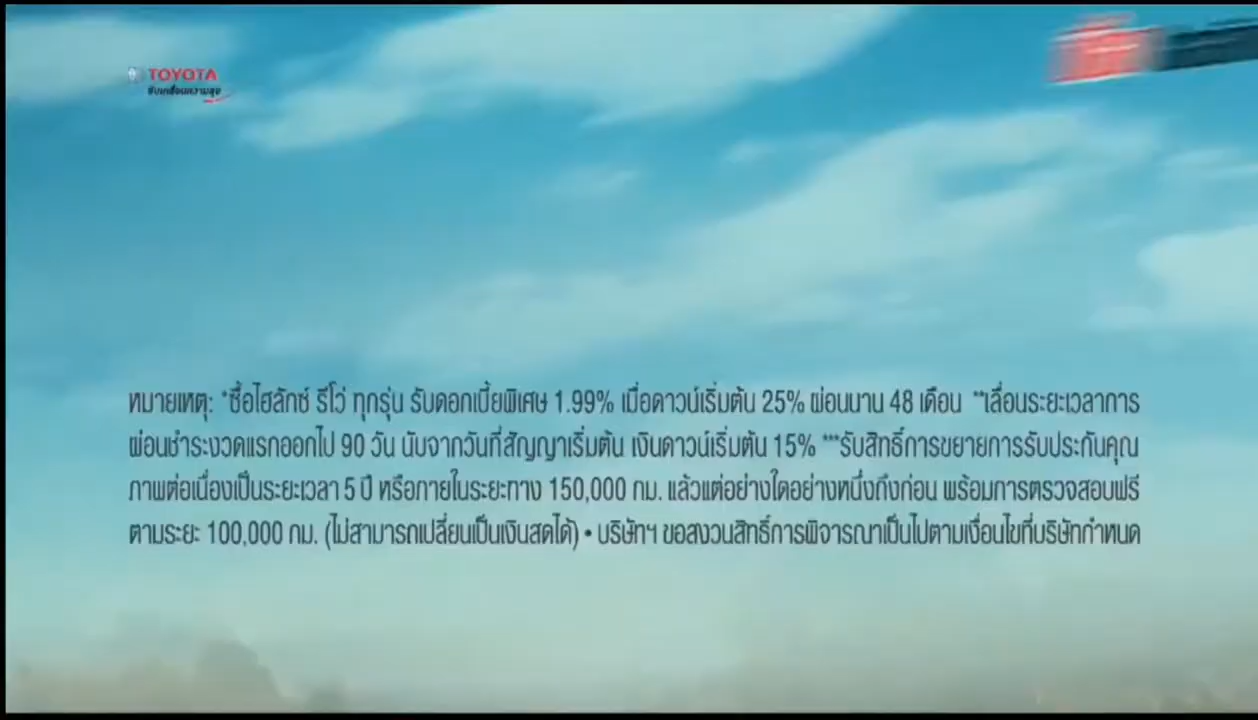 TOYOTA
ขับเคลื่อนความสุข
หมายเหตุ: *ซื้อไฮลักซ์ รีโว่ ทุกรุ่น รับดอกเบี้ยพิเศษ 1.99% เมื่อดาวน์เริ่มต้น 25% ผ่อนนาน 48 เดือน **เลื่อนระยะเวลาการ
ผ่อนชำระงวดแรกออกไป 90 วัน นับจากวันที่สัญญาเริ่มต้น เงินดาวน์เริ่มต้น 15% ***รับสิทธิ์การขยายการรับประกันคุณ
ภาพต่อเนื่องเป็นระยะเวลา 5 ปี หรือภายในระยะทาง 150,000 กม. แล้วแต่อย่างใดอย่างหนึ่งถึงก่อน พร้อมการตรวจสอบฟรี
ตามระยะ 100,000 กม. (ไม่สามารถเปลี่ยนเป็นเงินสดได้) • บริษัทฯ ขอสงวนสิทธิ์การพิจารณาเป็นไปตามเงื่อนไขที่บริษัทกำหนด